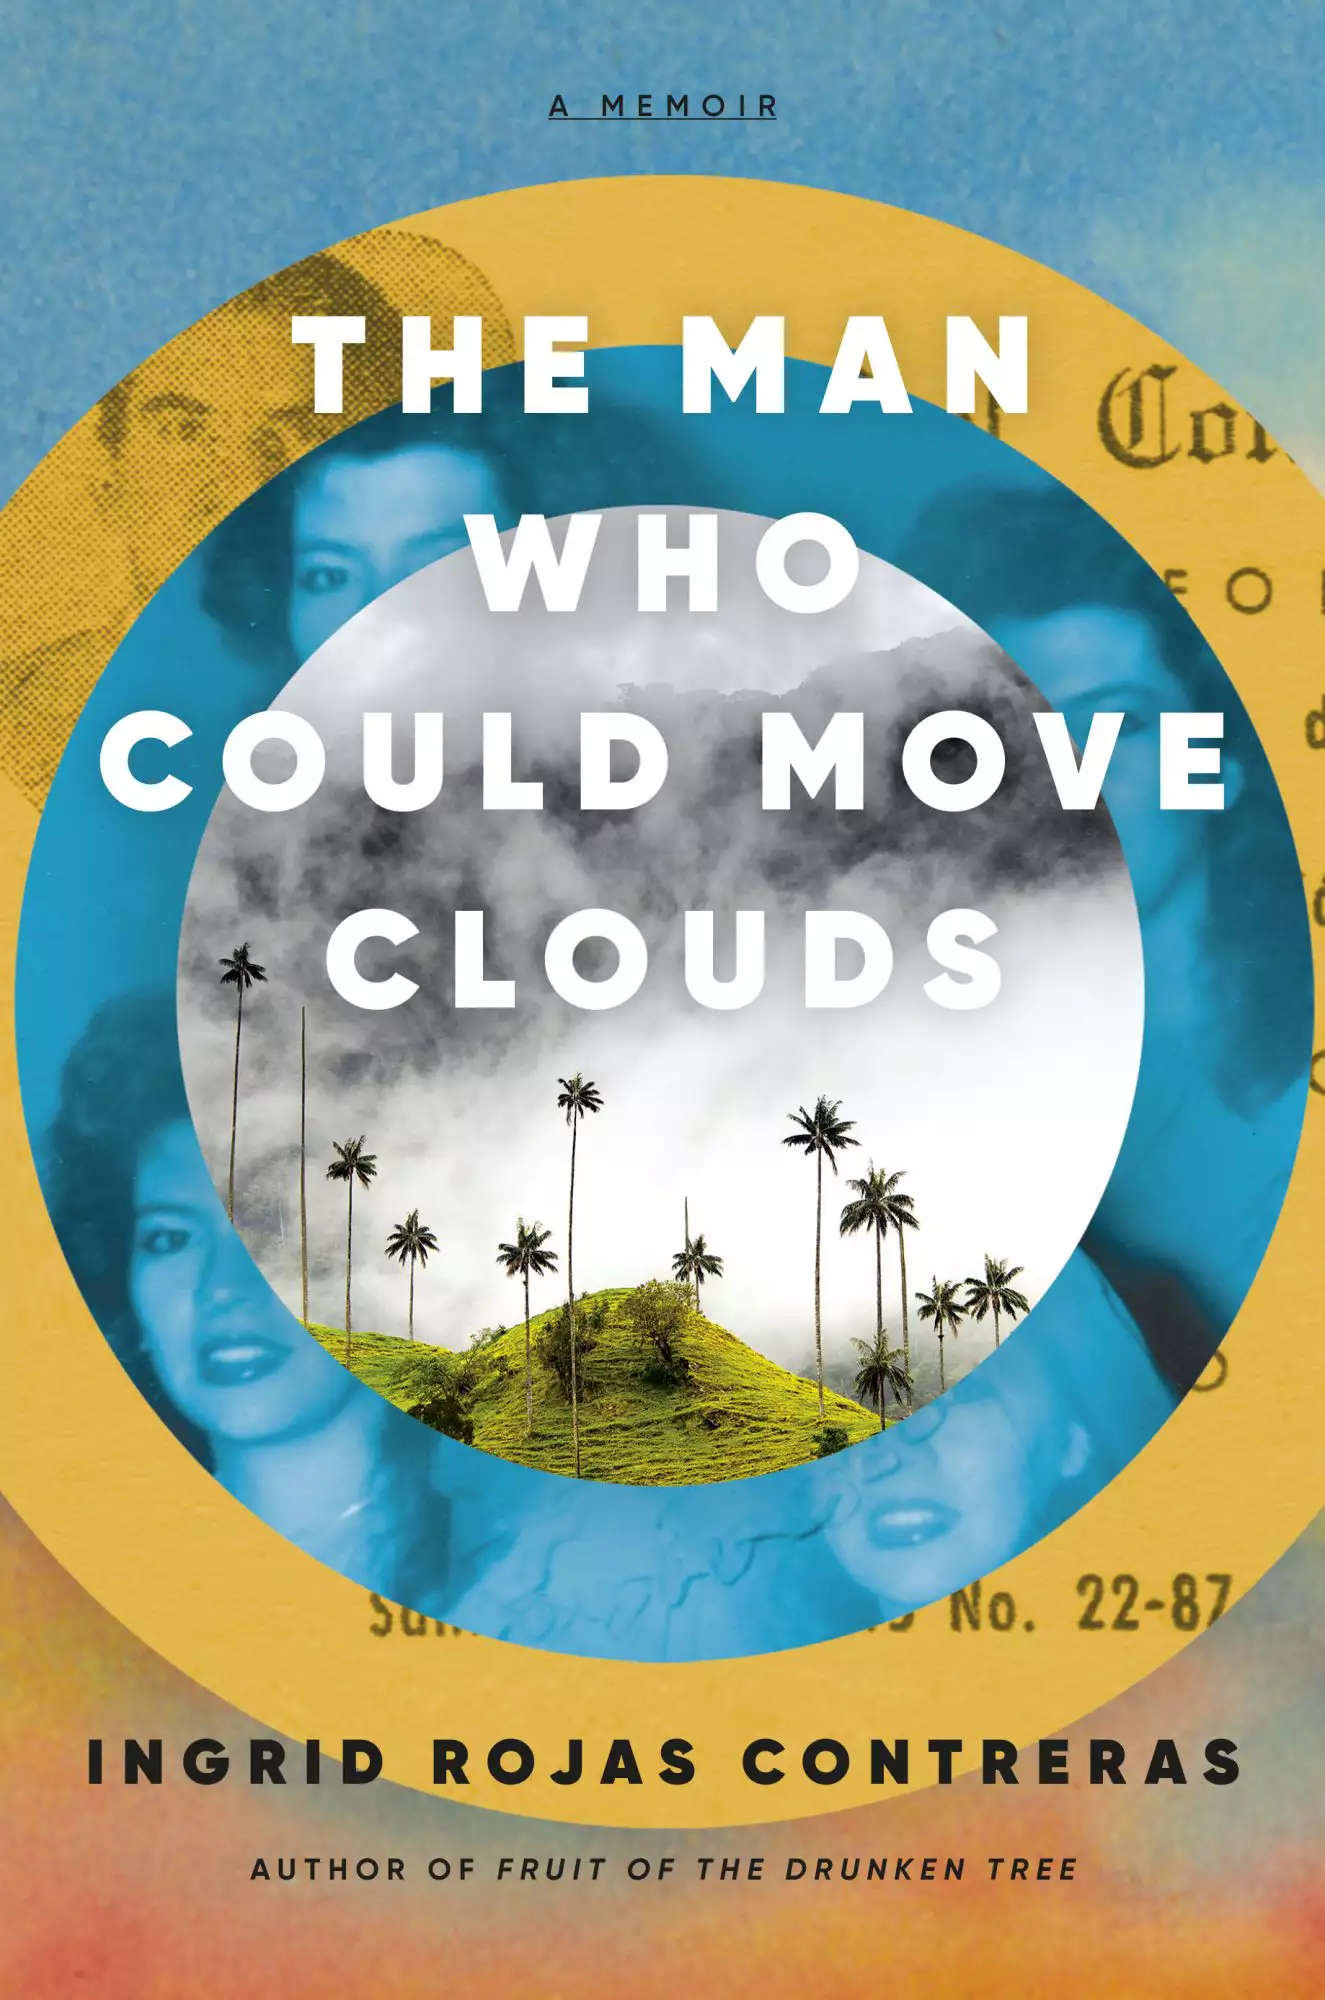 A MEMOIR
THE MAN
WHO
COULD MOVE
CLOUDS
No. 22-87
INGRID ROJAS CONTRERAS
AUTHOR OF FRUIT OF THE DRUNKEN TREE